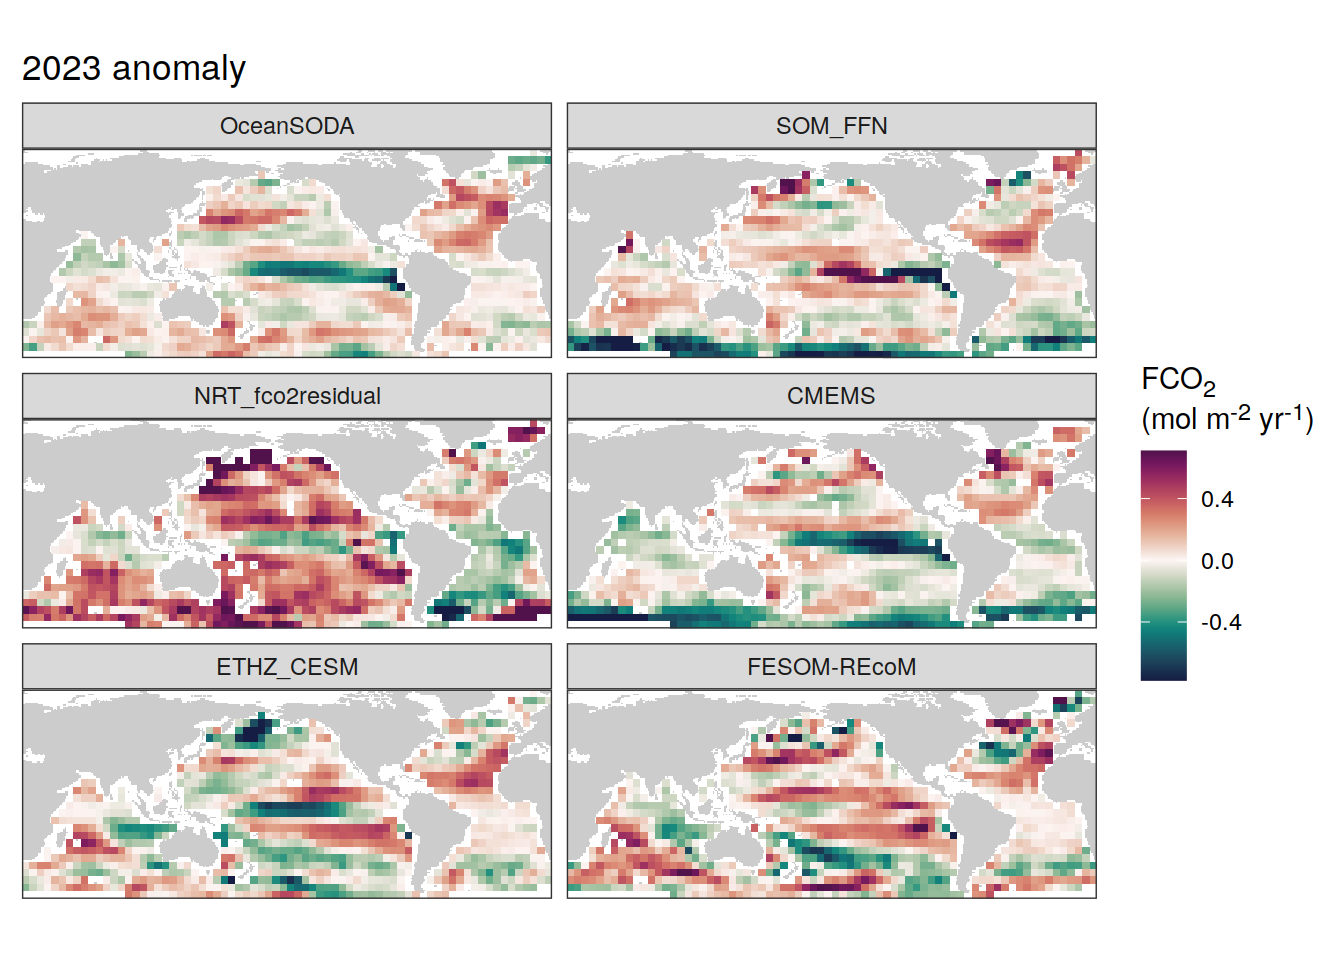 2023 anomaly
OceanSODA
SOM_FFN
NRT_fco2residual
CMEMS
ETHZ_CESM
FESOM-REcoM
FCO₂
(mol m⁻² yr⁻¹)
0.4
0.0
-0.4